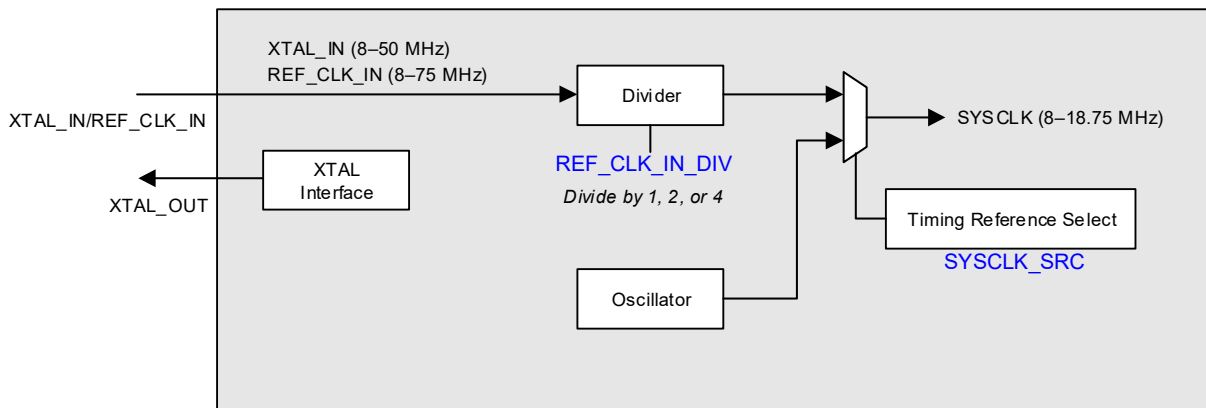 XTAL_IN (8–50 MHz)
REF_CLK_IN (8–75 MHz)
Divider
SYSCLK (8–18.75 MHz)
XTAL_IN/REF_CLK_IN
REF_CLK_IN_DIV
Divide by 1, 2, or 4
XTAL
Interface
XTAL_OUT
Timing Reference Select
SYSCLK_SRC
Oscillator